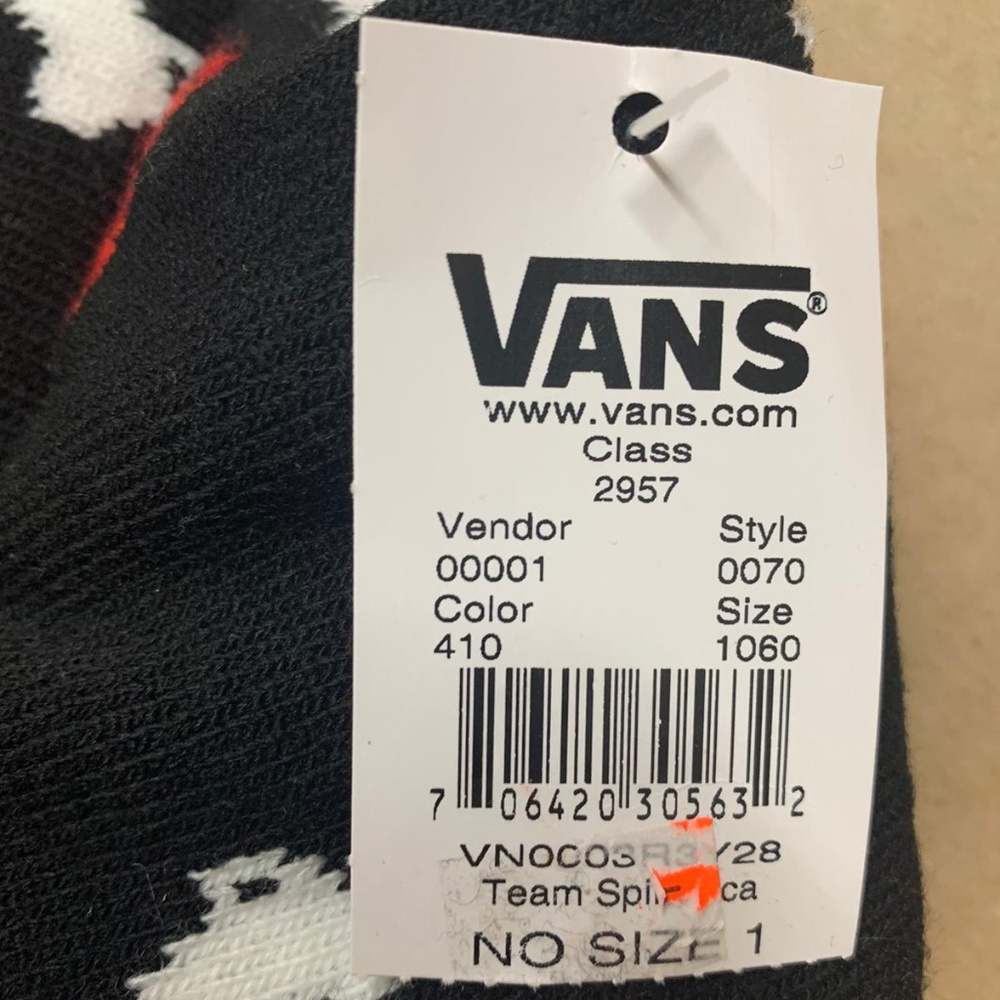 VANS®
www.vans.com
Class
2957
Vendor Style
00001 0070
Color Size
410 1060
7 06420 30563 2
VN0003R3Y28
Team
NO SIZE 1